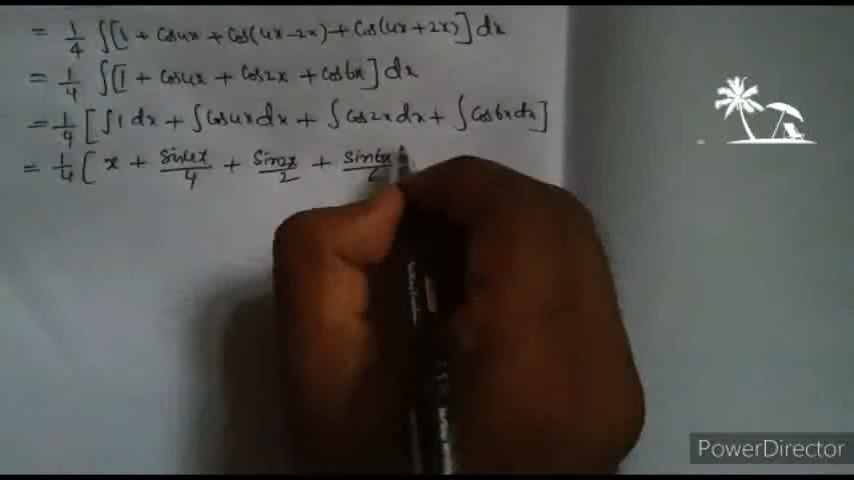 = 1/4 ∫[1 + cos4x + cos(4x-2x) + cos(4x+2x)] dx
= 1/4 ∫[1 + cos4x + cos2x + cos6x] dx
= 1/4 [∫1 dx + ∫cos4x dx + ∫cos2x dx + ∫cos6x dx]
= 1/4 [x + sin4x/4 + sin2x/2 + sin6x/6
PowerDirector